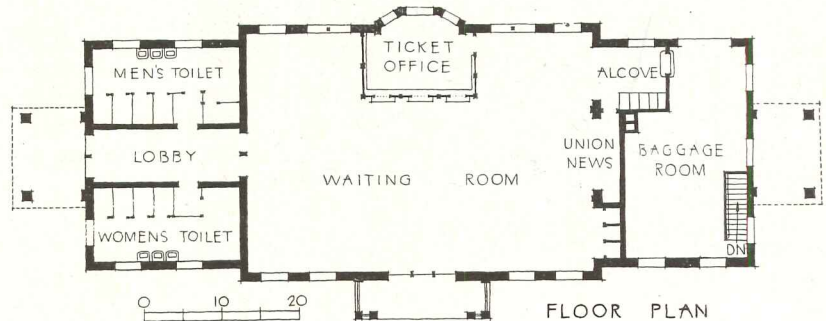 TICKET
OFFICE
MEN'S TOILET
ALCOVE
LOBBY
UNION
NEWS
BAGGAGE
ROOM
WAITING ROOM
WOMENS TOILET
DN
0 10 20
FLOOR PLAN